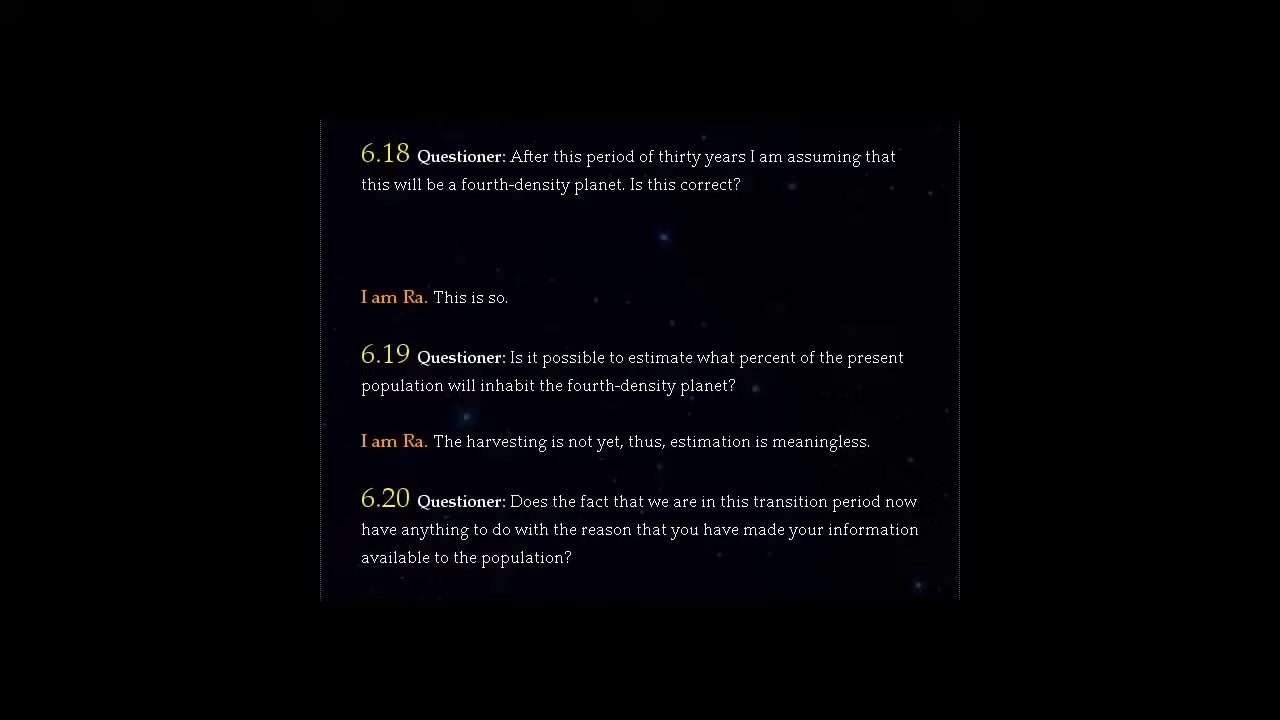 6.18 Questioner: After this period of thirty years I am assuming that
this will be a fourth-density planet. Is this correct?
I am Ra. This is so.
6.19 Questioner: Is it possible to estimate what percent of the present
population will inhabit the fourth-density planet?
I am Ra. The harvesting is not yet, thus, estimation is meaningless.
6.20 Questioner: Does the fact that we are in this transition period now
have anything to do with the reason that you have made your information
available to the population?